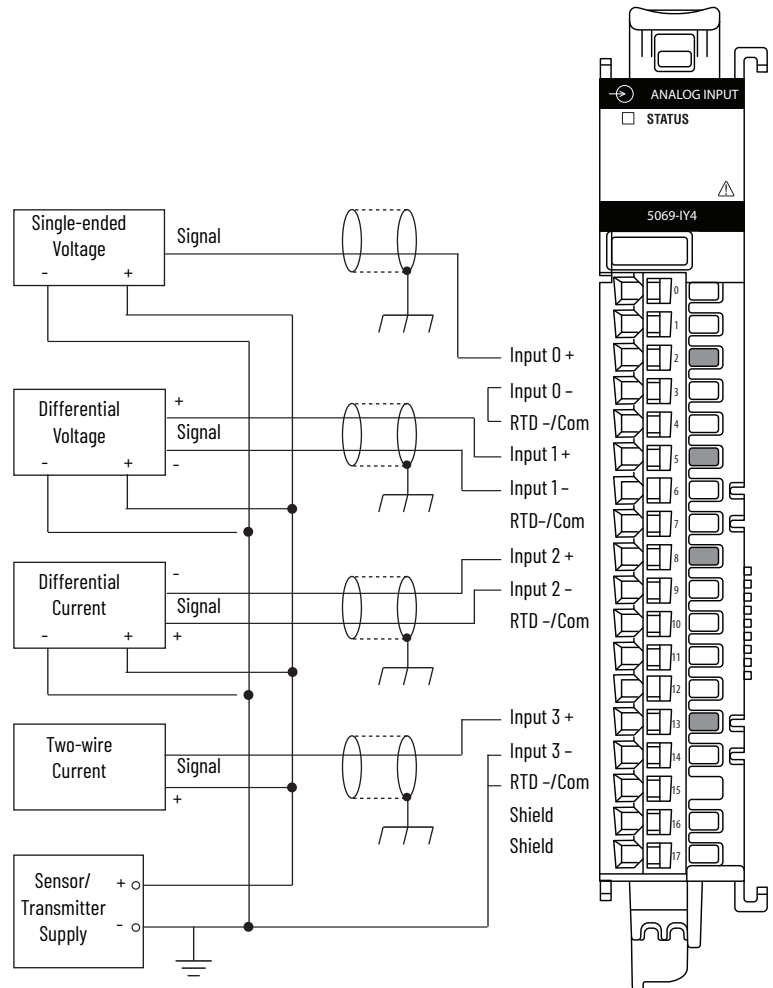 ANALOG INPUT
STATUS
5069-IY4
Single-ended
Voltage
- +
Signal
Differential
Voltage
- +
+
Signal
-
Differential
Current
- +
-
Signal
+
Two-wire
Current
Signal
+
Sensor/
Transmitter
Supply
+
-
Input 0 +
Input 0 –
RTD –/Com
Input 1 +
Input 1 –
RTD–/Com
Input 2 +
Input 2 –
RTD –/Com
Input 3 +
Input 3 –
RTD –/Com
Shield
Shield
0
1
2
3
4
5
6
7
8
9
10
11
12
13
14
15
16
17